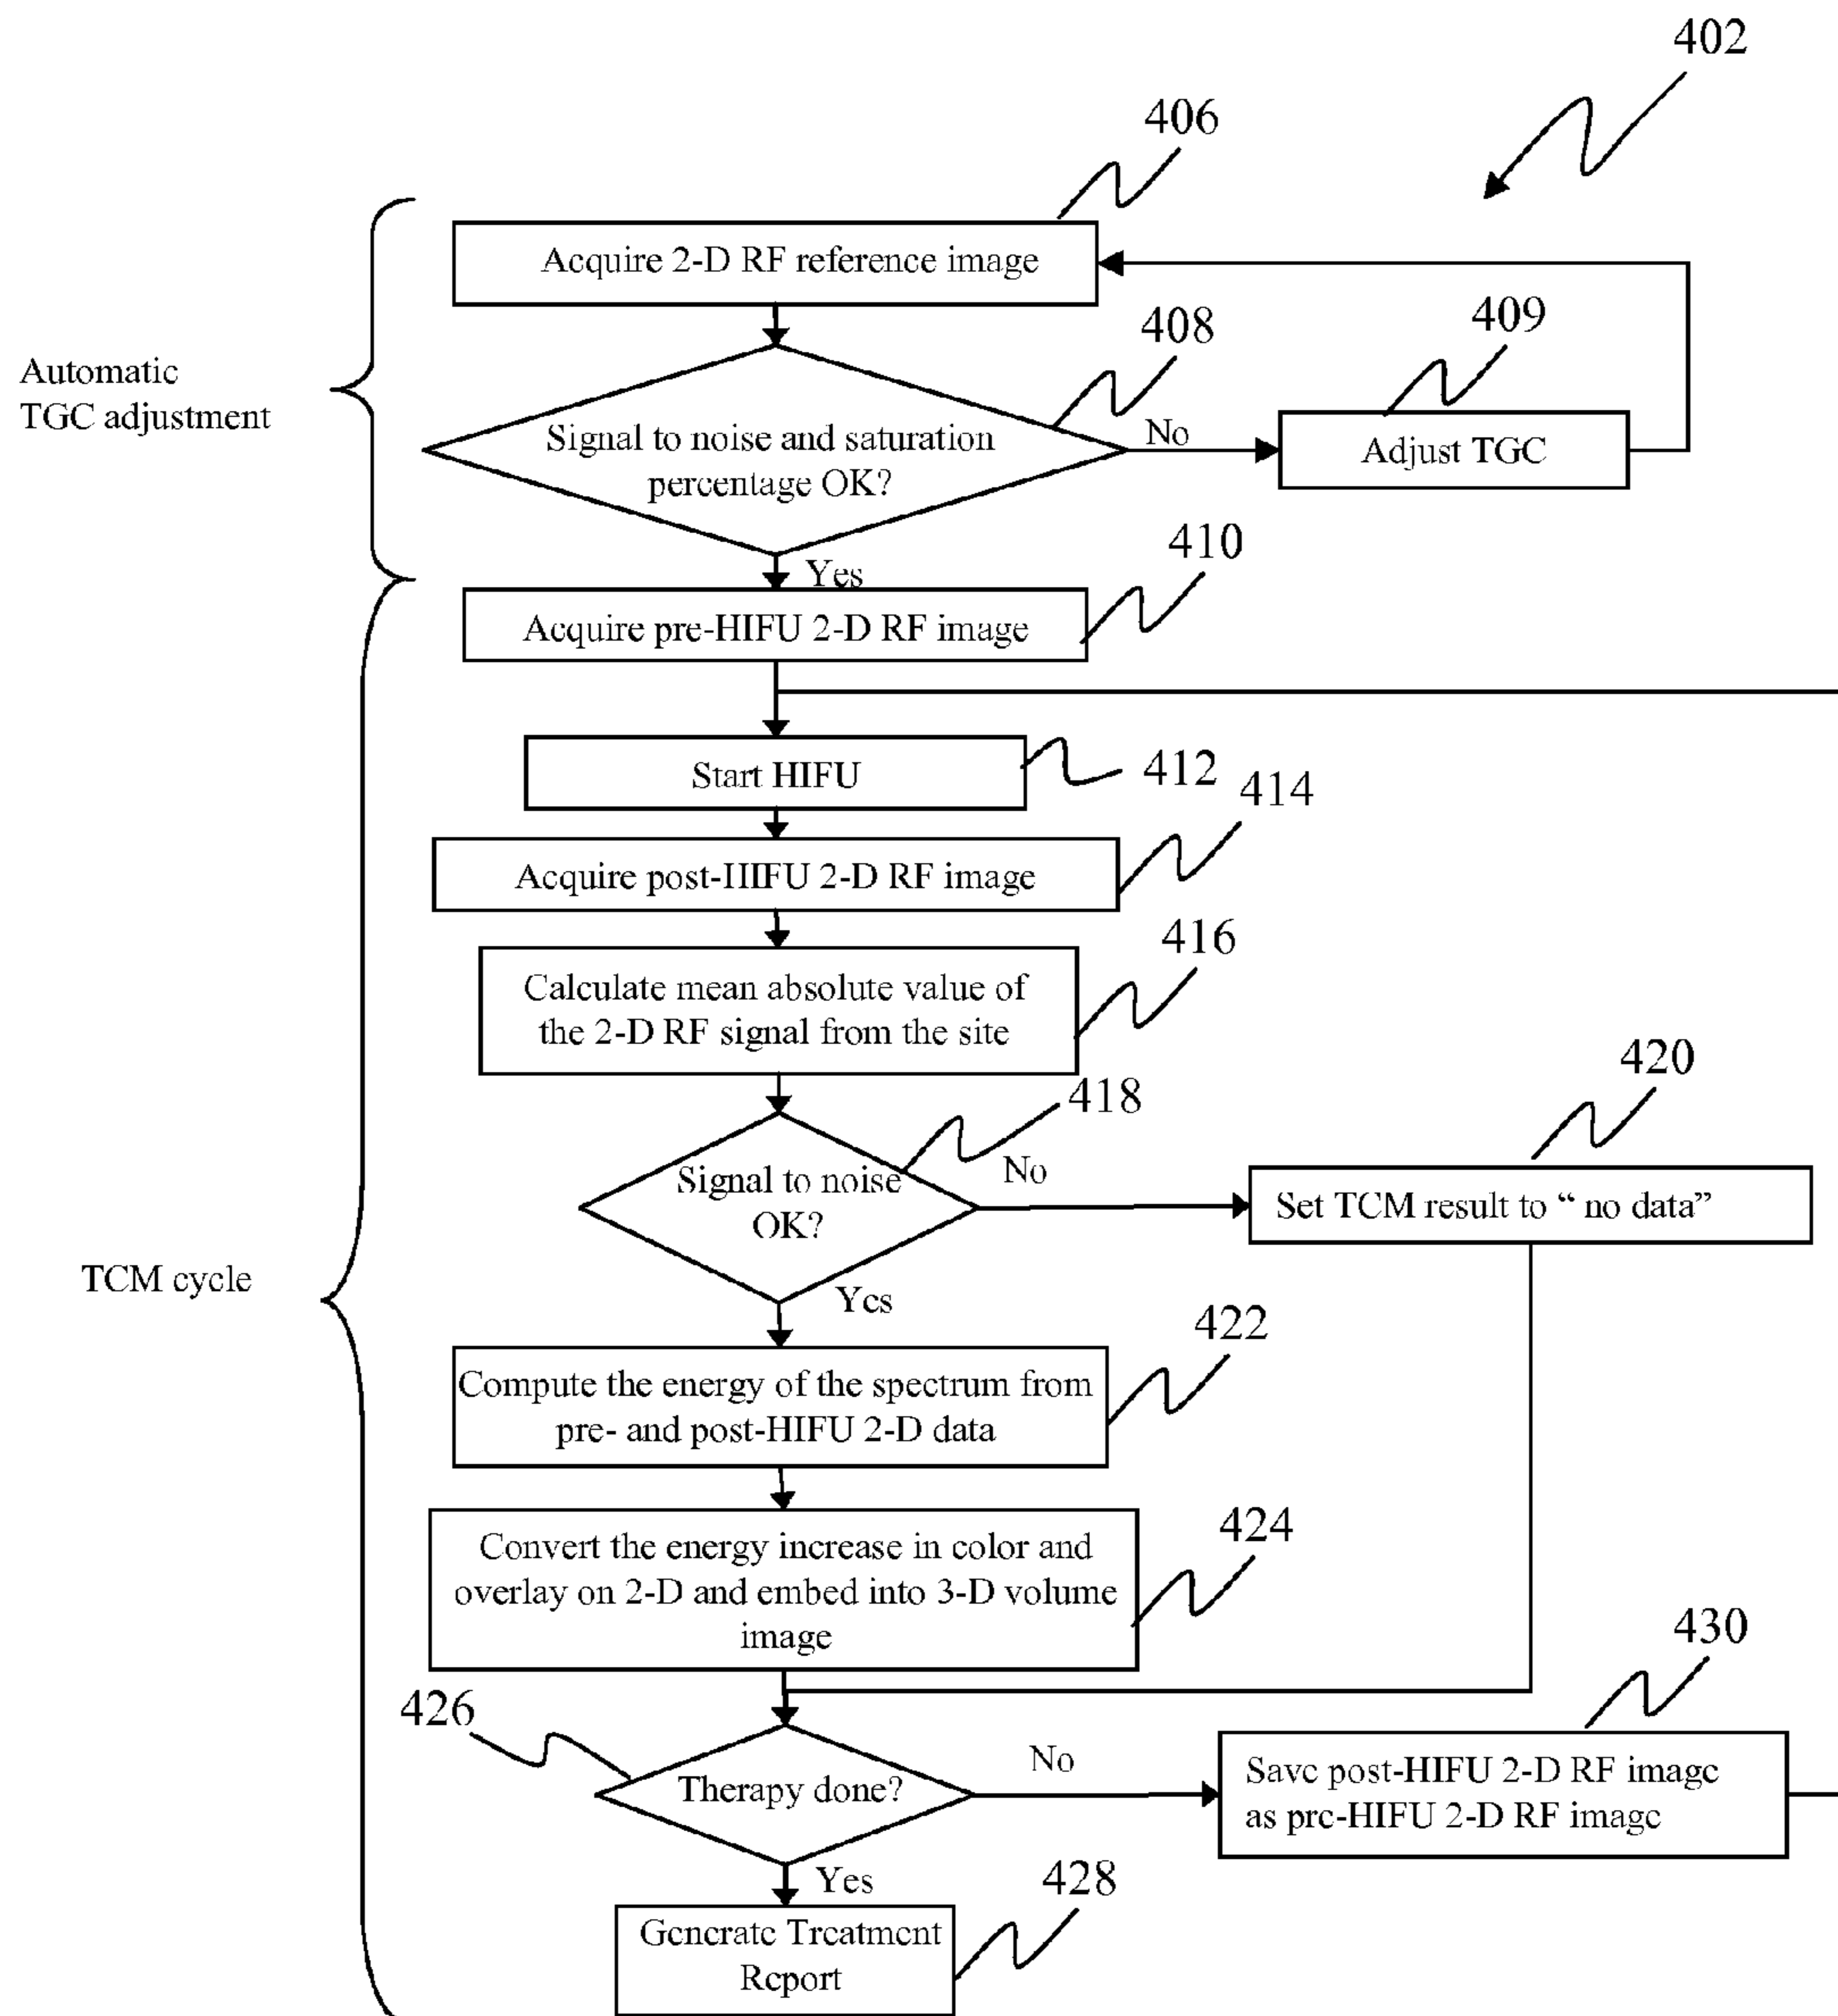 402
406
Acquire 2-D RF reference image
408
409
Automatic
TGC adjustment
Signal to noise and saturation
percentage OK?
No
Adjust TGC
410
Yes
Acquire pre-HIFU 2-D RF image
Start HIFU
412
414
Acquire post-HIFU 2-D RF image
416
Calculate mean absolute value of
the 2-D RF signal from the site
418
420
Signal to noise
OK?
No
Set TCM result to “ no data”
TCM cycle
Yes
422
Compute the energy of the spectrum from
pre- and post-HIFU 2-D data
424
Convert the energy increase in color and
overlay on 2-D and embed into 3-D volume
image
430
426
Therapy done?
No
Save post-HIFU 2-D RF image
as pre-HIFU 2-D RF image
Yes
428
Generate Treatment
Report